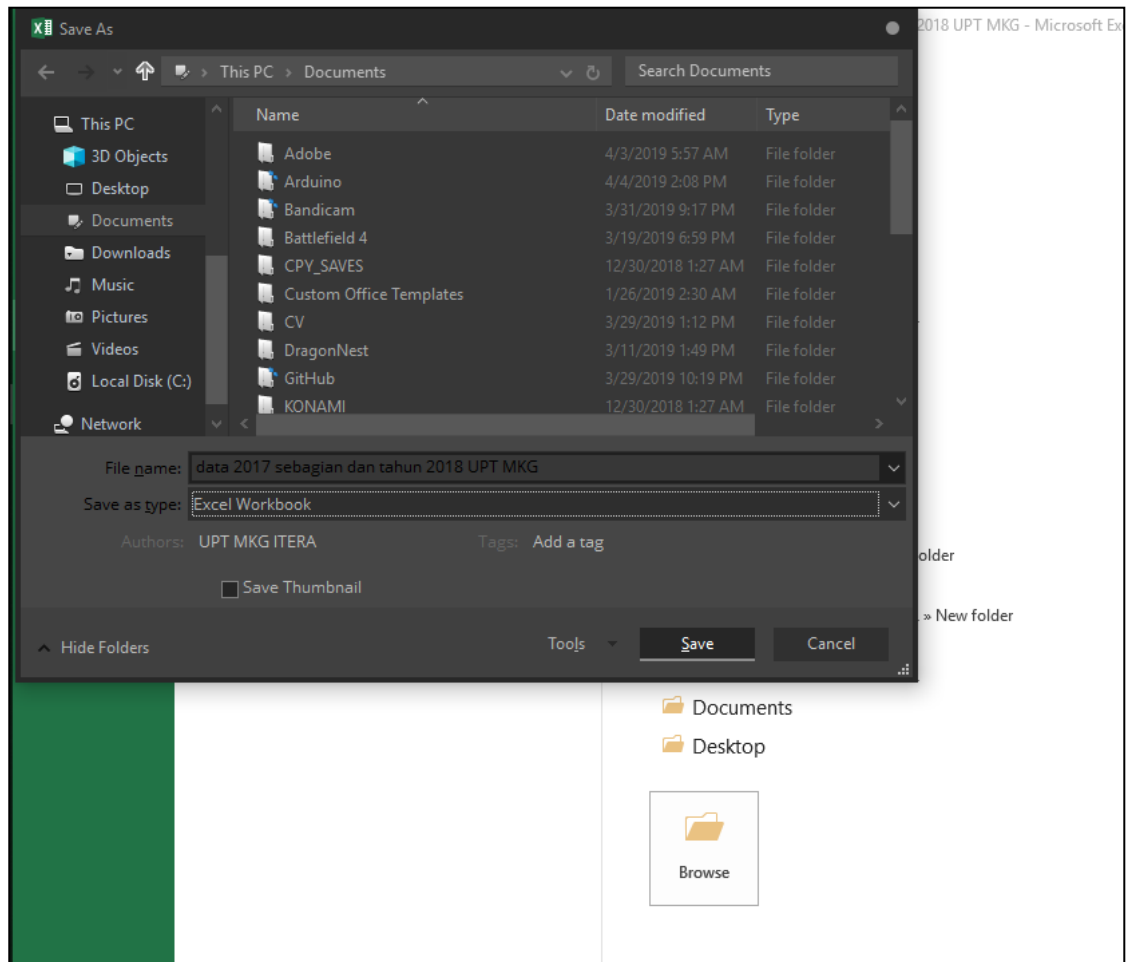 Save As
2018 UPT MKG - Microsoft Ex
This PC > Documents
Search Documents
Name Date modified Type
This PC
3D Objects
Desktop
Documents
Downloads
Music
Pictures
Videos
Local Disk (C:)
Network
Adobe 4/3/2019 5:57 AM File folder
Arduino 4/4/2019 2:08 PM File folder
Bandicam 3/31/2019 9:17 PM File folder
Battlefield 4 3/19/2019 6:59 PM File folder
CPY_SAVES 12/30/2018 1:27 AM File folder
Custom Office Templates 1/26/2019 2:30 AM File folder
CV 3/29/2019 1:12 PM File folder
DragonNest 3/11/2019 1:49 PM File folder
GitHub 3/29/2019 10:19 PM File folder
KONAMI 12/30/2018 1:27 AM File folder
File name: data 2017 sebagian dan tahun 2018 UPT MKG
Save as type: Excel Workbook
Authors: UPT MKG ITERA Tags: Add a tag
Save Thumbnail
older
» New folder
Hide Folders
Tools Save Cancel
Documents
Desktop
Browse